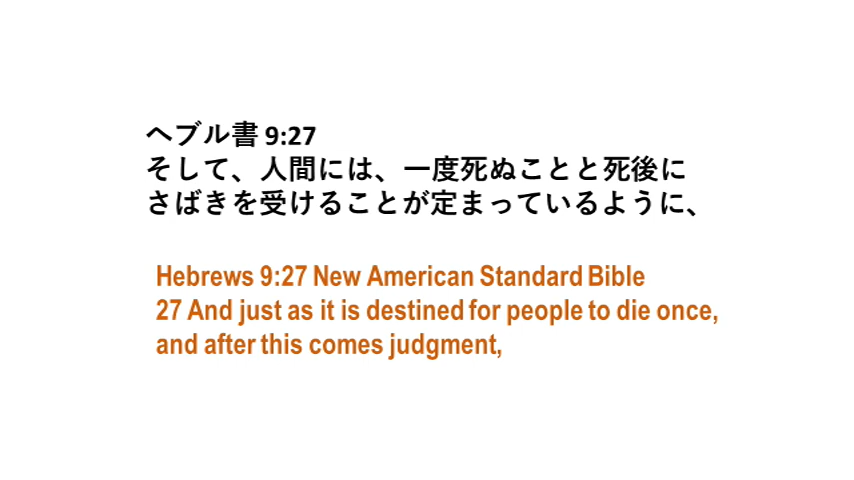 ヘブル書 9:27
そして、人間には、一度死ぬことと死後に
さばきを受けることが定まっているように、
Hebrews 9:27 New American Standard Bible
27 And just as it is destined for people to die once,
and after this comes judgment,